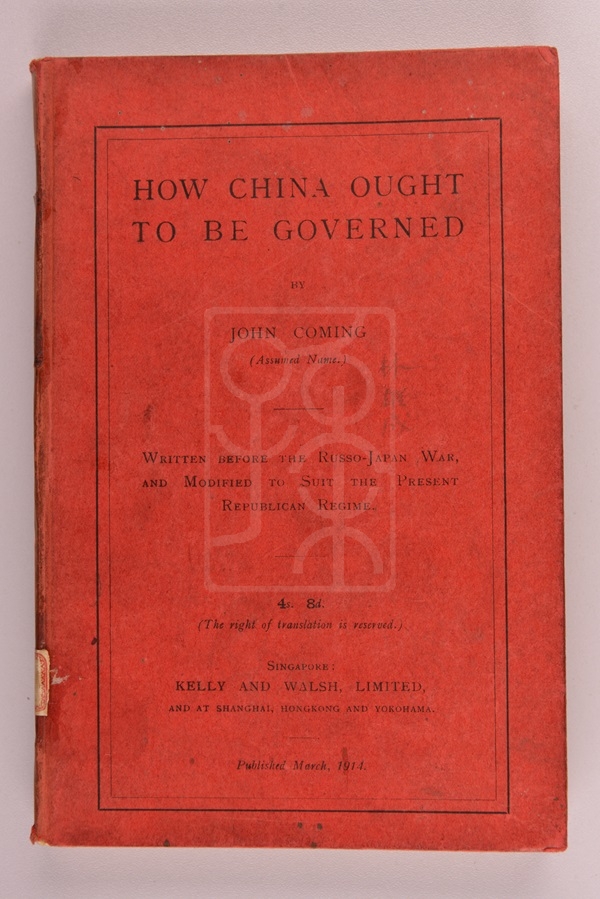 HOW CHINA OUGHT
TO BE GOVERNED
BY
JOHN COMING
(Assumed Name.)
WRITTEN BEFORE THE RUSSO-JAPAN WAR,
AND MODIFIED TO SUIT THE PRESENT
REPUBLICAN REGIME.
4s. 8d.
(The right of translation is reserved.)
SINGAPORE:
KELLY AND WALSH, LIMITED,
AND AT SHANGHAI, HONGKONG AND YOKOHAMA.
Published March, 1914.